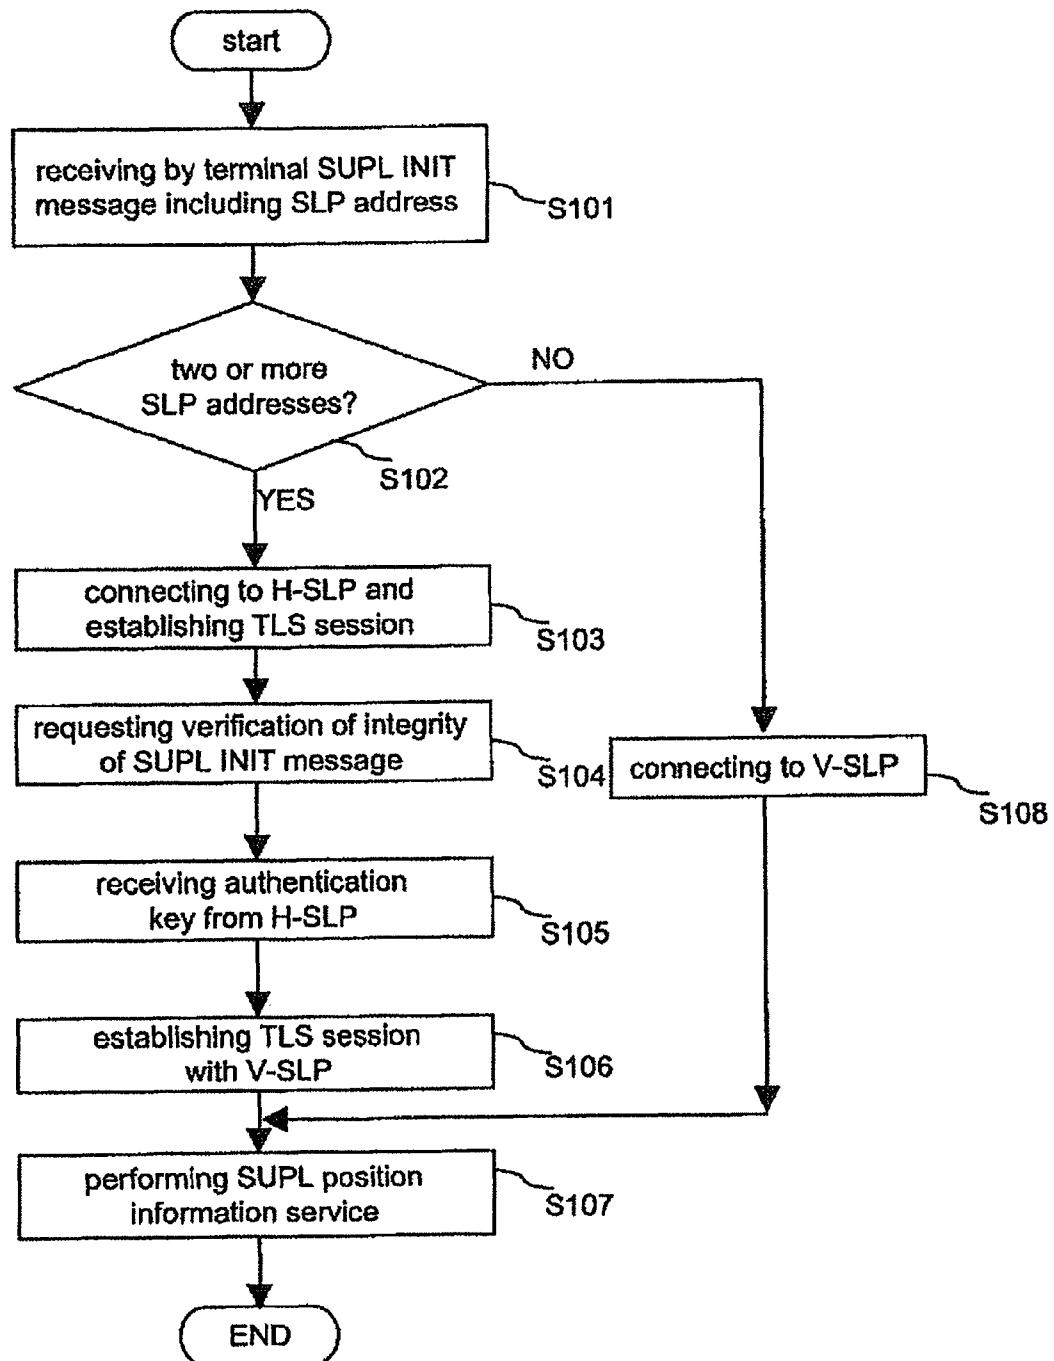 start
receiving by terminal SUPL INIT
message including SLP address
S101
two or more
SLP addresses?
NO
S102
YES
connecting to H-SLP and
establishing TLS session
S103
requesting verification of integrity
of SUPL INIT message
S104
connecting to V-SLP
S108
receiving authentication
key from H-SLP
S105
establishing TLS session
with V-SLP
S106
performing SUPL position
information service
S107
END